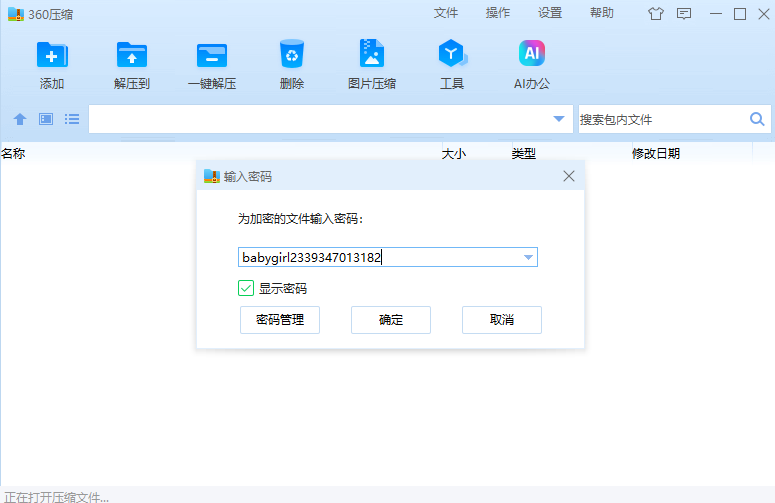 360压缩
文件 操作 设置 帮助
添加 解压到 一键解压 删除 图片压缩 工具 AI办公
AI
搜索包内文件
名称 大小 类型 修改日期
输入密码
为加密的文件输入密码：
babygirl2339347013182
显示密码
密码管理 确定 取消
正在打开压缩文件...